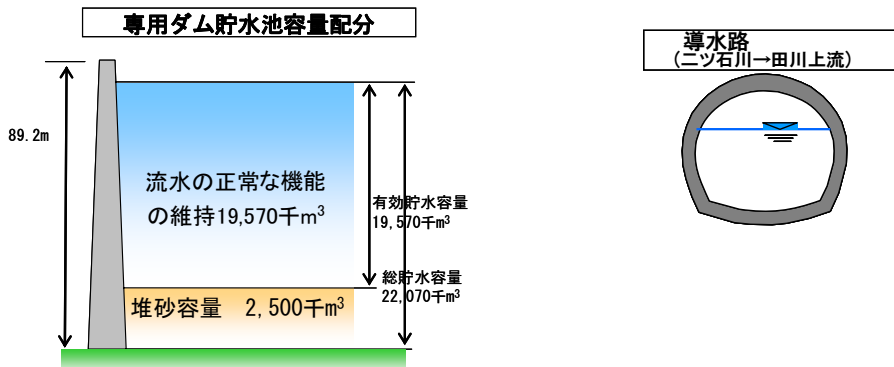 専用ダム貯水池容量配分
導水路
(二ツ石川→田川上流)
89.2m
流水の正常な機能
の維持19,570千m³
有効貯水容量
19,570千m³
総貯水容量
22,070千m³
堆砂容量 2,500千m³